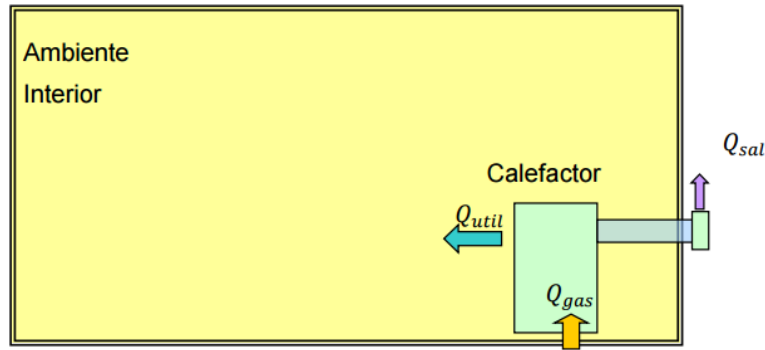 Ambiente
Interior
Q_sal
Calefactor
Q_util
Q_gas